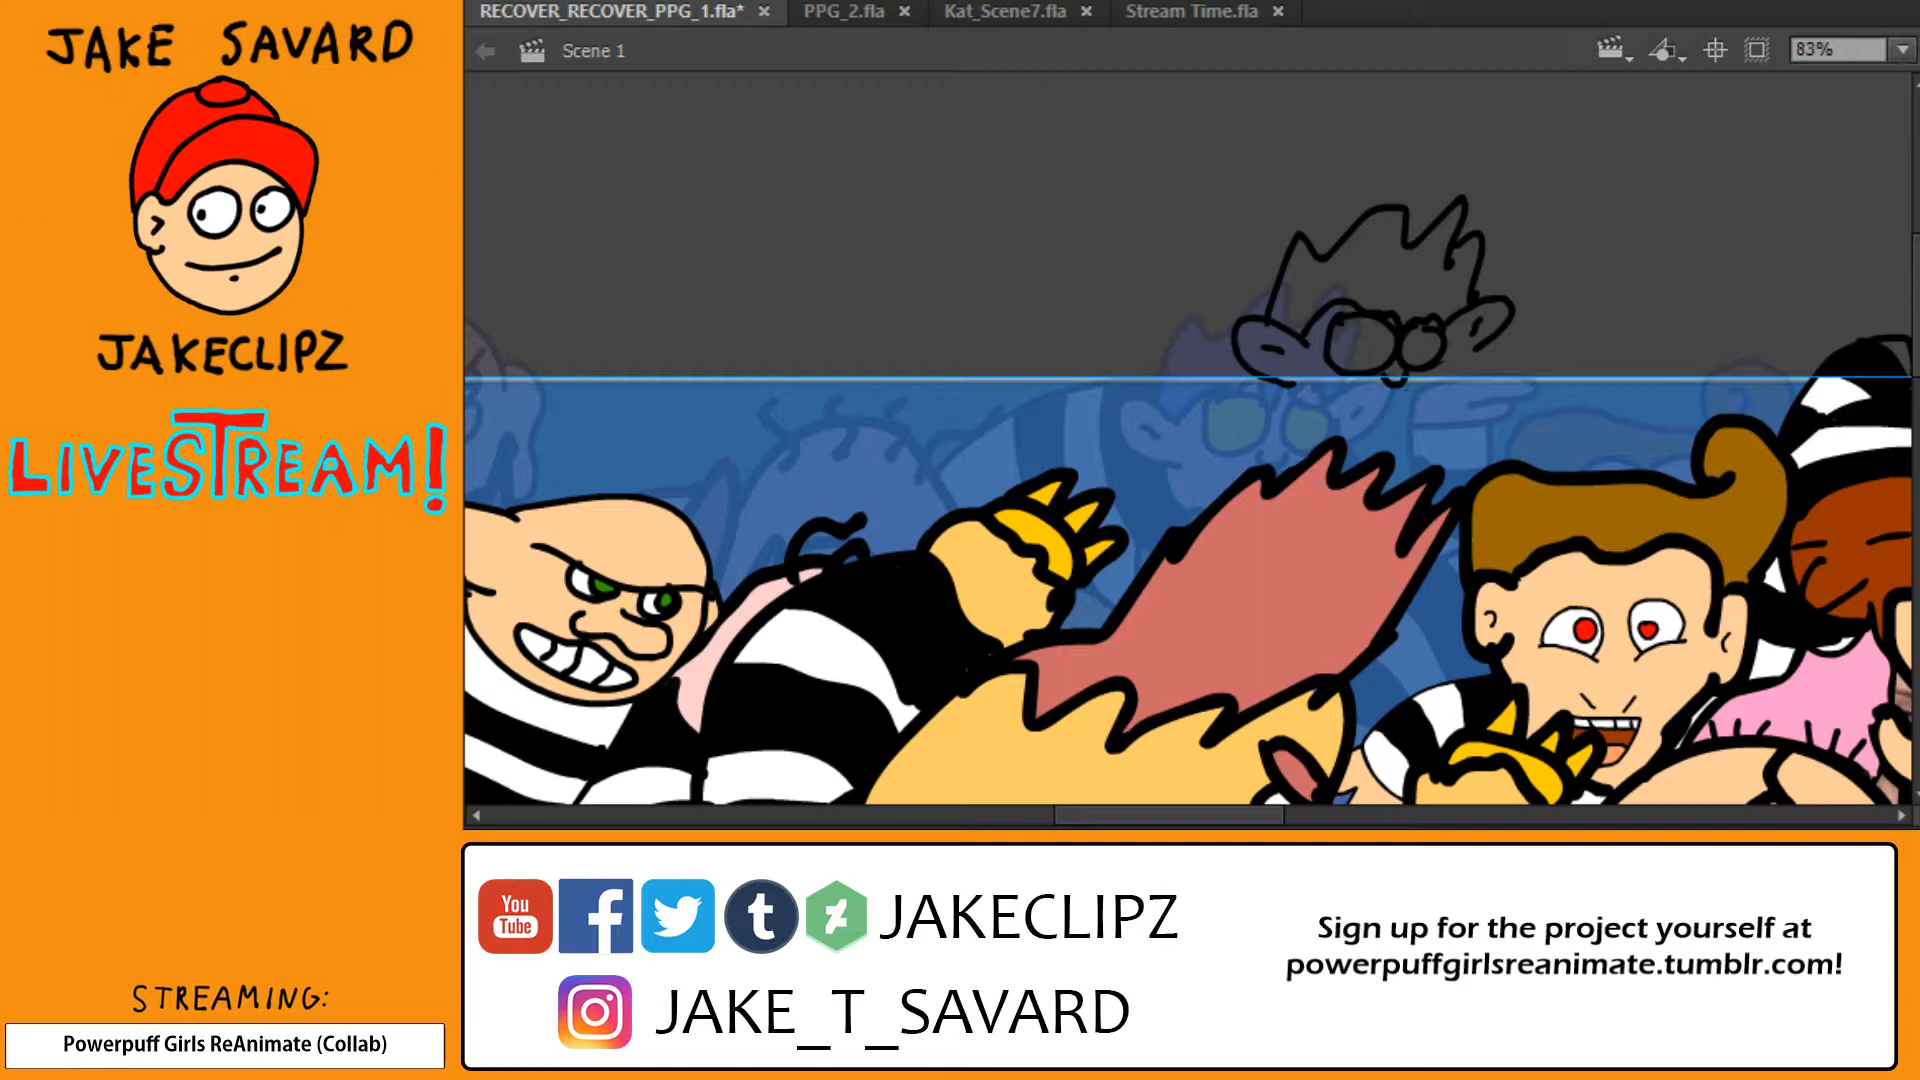 JAKE SAVARD
JAKECLIPZ
LIVESTREAM!
STREAMING:
Powerpuff Girls ReAnimate (Collab)
RECOVER_RECOVER_PPG_1.fla* × PPG_2.fla × Kat_Scene7.fla × Stream Time.fla ×
Scene 1
83%
You
Tube
f
t
JAKECLIPZ
JAKE_T_SAVARD
Sign up for the project yourself at
powerpuffgirlsreanimate.tumblr.com!